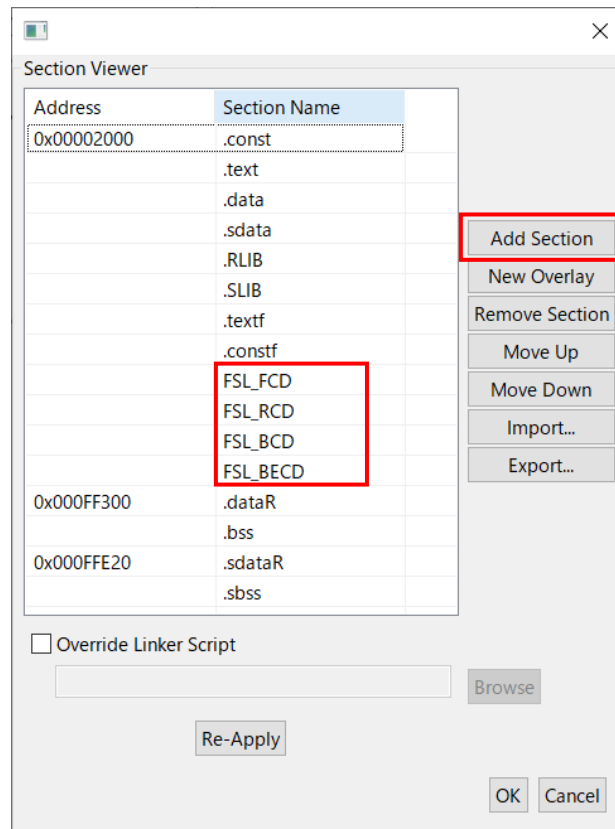 Section Viewer
Address Section Name
0x00002000 .const
.text
.data
.sdata
.RLIB
.SLIB
.textf
.constf
FSL_FCD
FSL_RCD
FSL_BCD
FSL_BECD
0x000FF300 .dataR
.bss
0x000FFE20 .sdataR
.sbss
Add Section
New Overlay
Remove Section
Move Up
Move Down
Import...
Export...
Override Linker Script
Browse
Re-Apply
OK Cancel